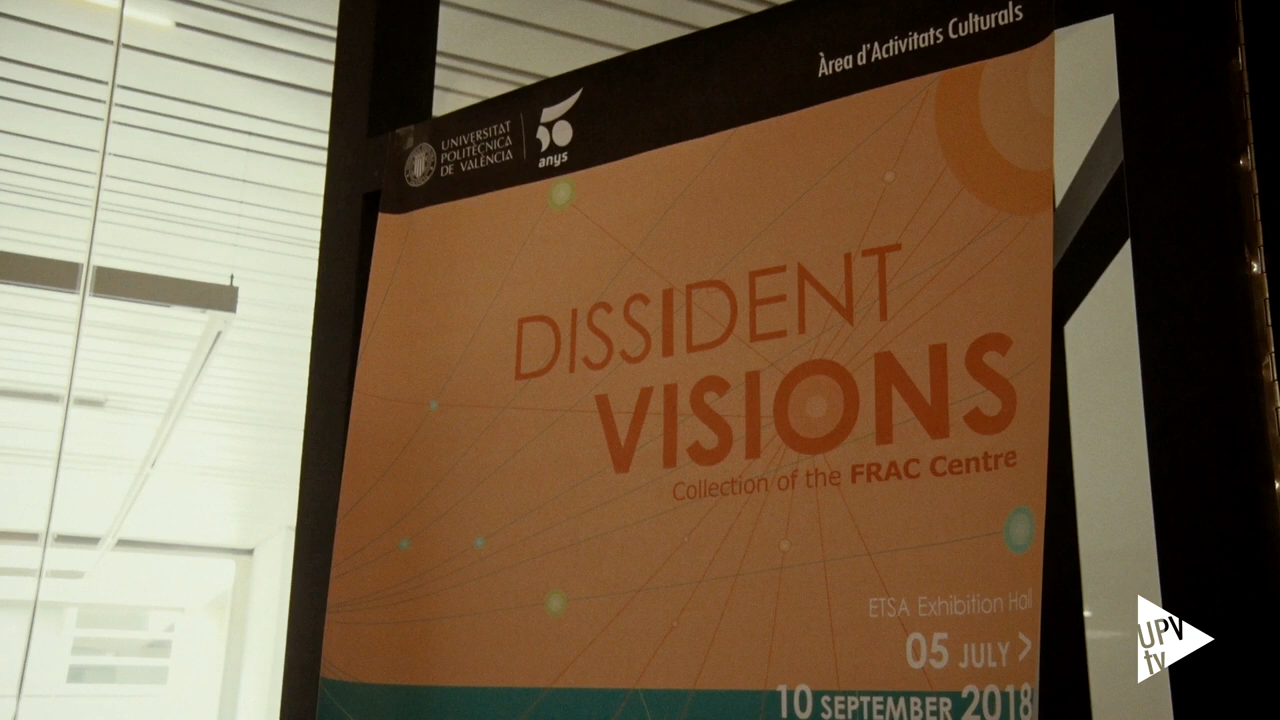 Àrea d'Activitats Culturals
UNIVERSITAT
POLITÈCNICA
DE VALÈNCIA
50
anys
DISSIDENT
VISIONS
Collection of the FRAC Centre
ETSA Exhibition Hall
05 JULY >
10 SEPTEMBER 2018
UPV
tv